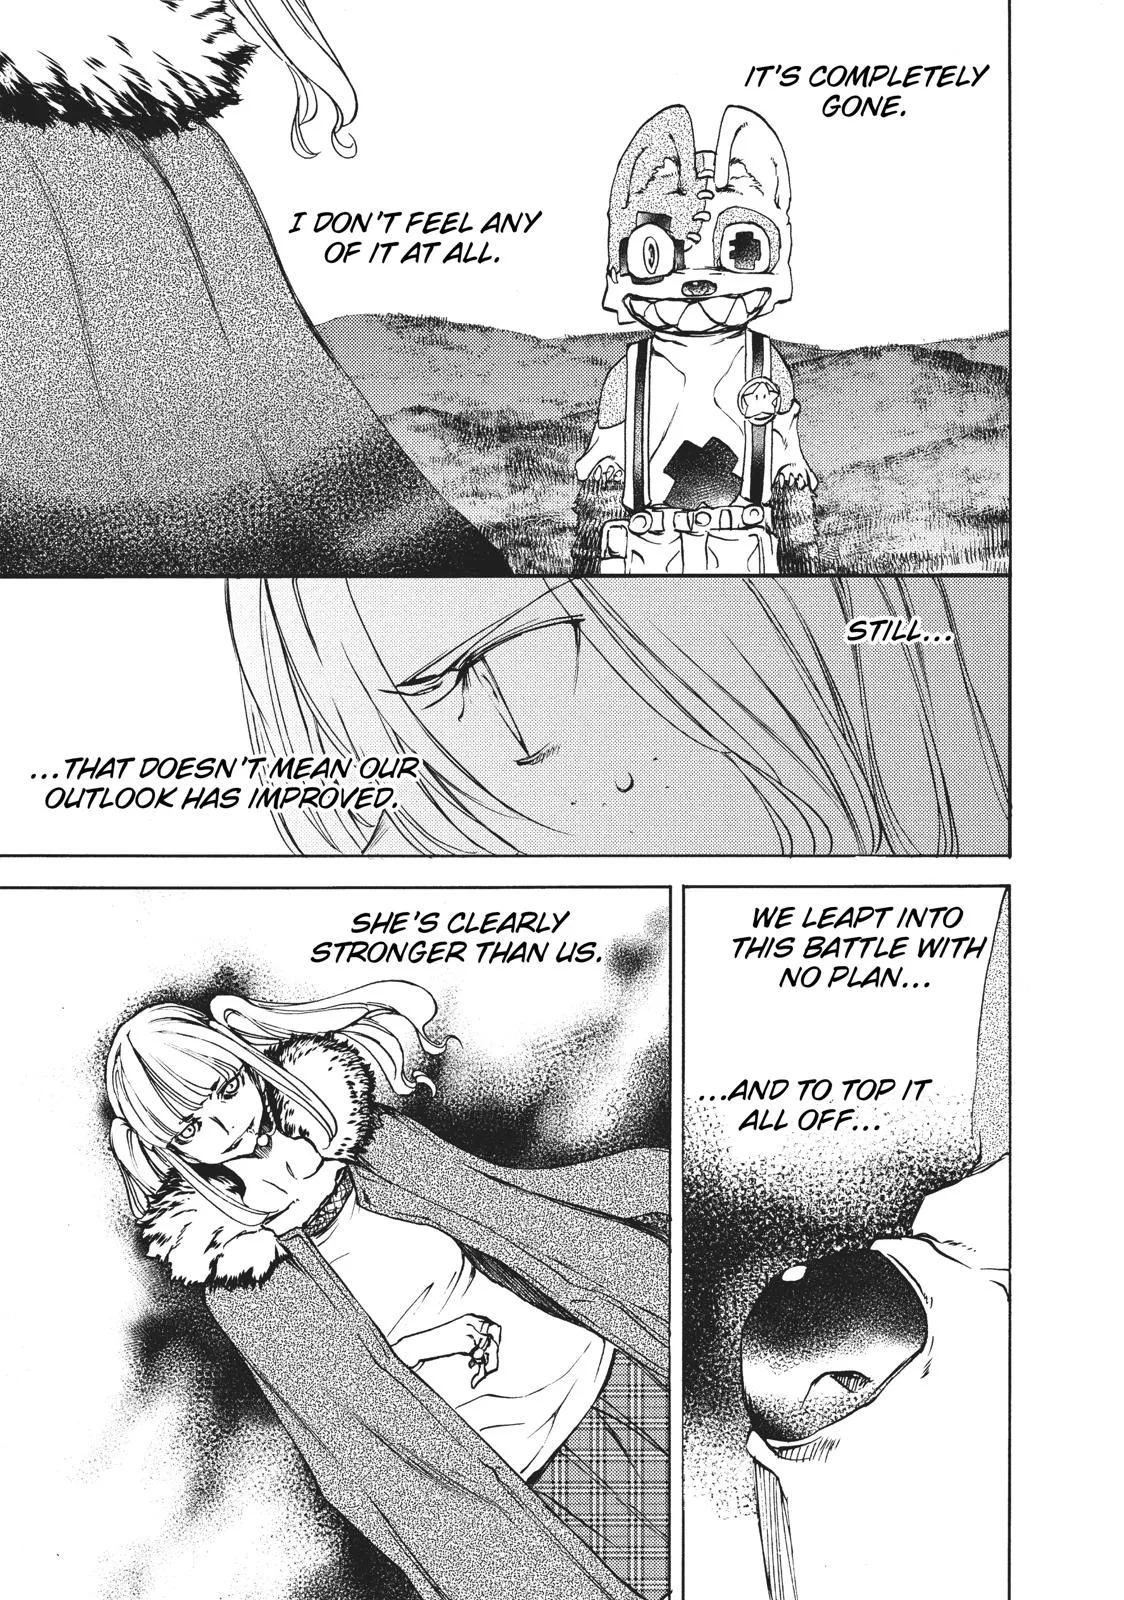 IT'S COMPLETELY
GONE.
I DON'T FEEL ANY
OF IT AT ALL.
STILL...
...THAT DOESN'T MEAN OUR
OUTLOOK HAS IMPROVED.
WE LEAPT INTO
THIS BATTLE WITH
NO PLAN...
...AND TO TOP IT
ALL OFF...
SHE'S CLEARLY
STRONGER THAN US.